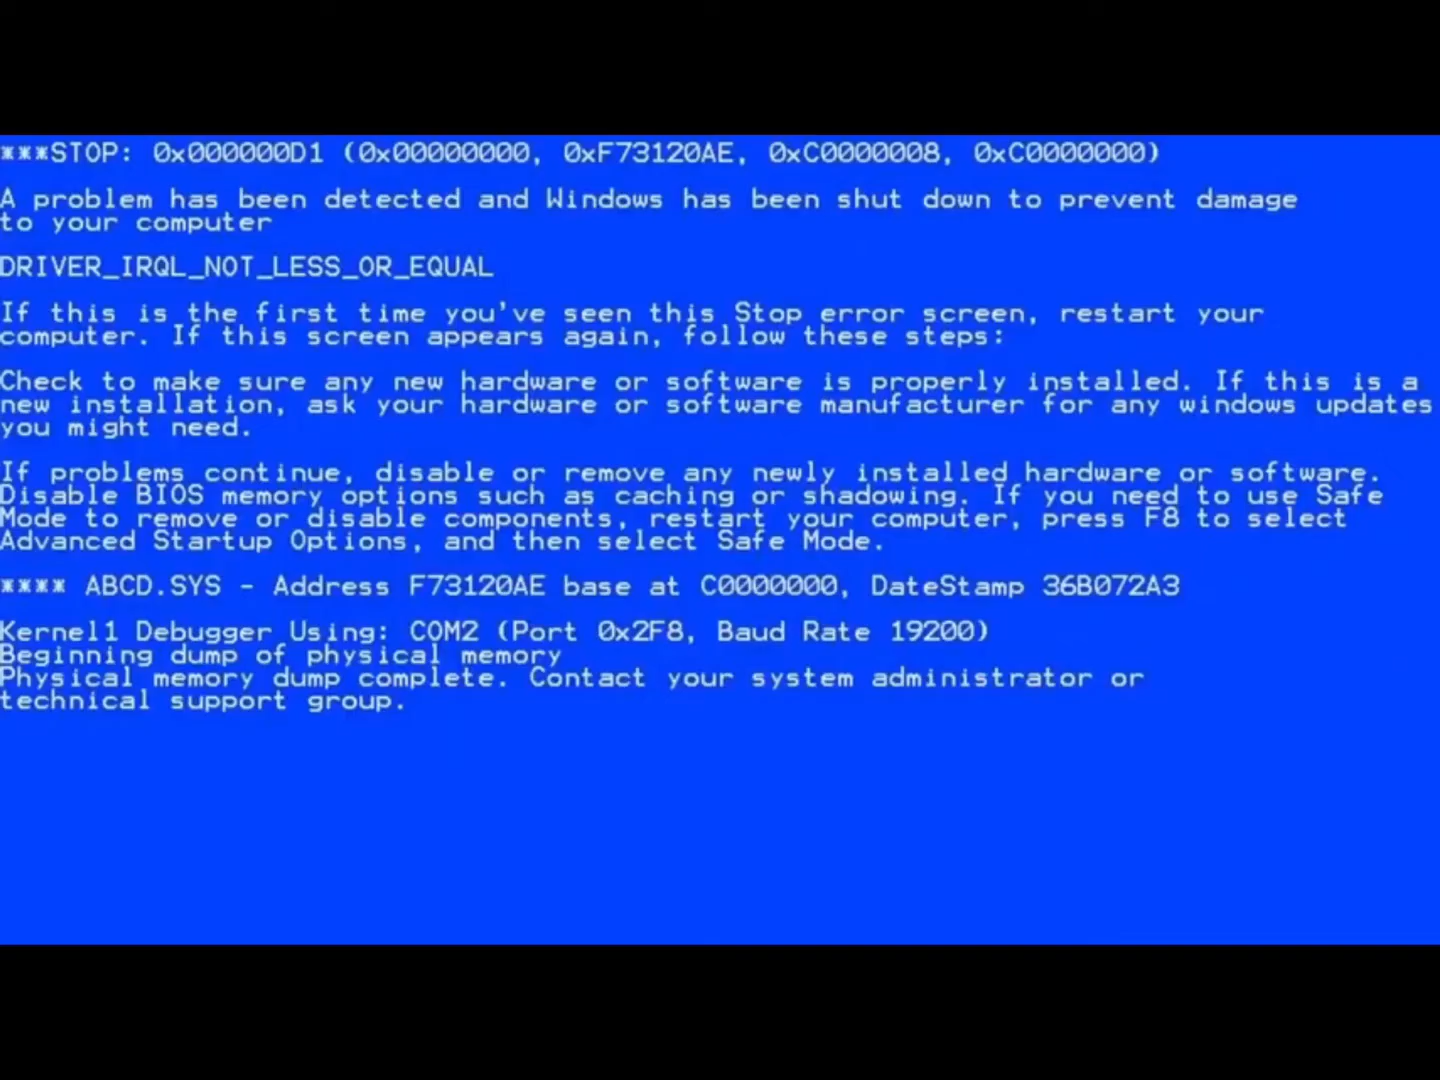 ***STOP: 0x000000D1 (0x00000000, 0xF73120AE, 0xC0000008, 0xC0000000)
A problem has been detected and Windows has been shut down to prevent damage
to your computer
DRIVER_IRQL_NOT_LESS_OR_EQUAL
If this is the first time you've seen this Stop error screen, restart your
computer. If this screen appears again, follow these steps:
Check to make sure any new hardware or software is properly installed. If this is a
new installation, ask your hardware or software manufacturer for any windows updates
you might need.
If problems continue, disable or remove any newly installed hardware or software.
Disable BIOS memory options such as caching or shadowing. If you need to use Safe
Mode to remove or disable components, restart your computer, press F8 to select
Advanced Startup Options, and then select Safe Mode.
**** ABCD.SYS - Address F73120AE base at C0000000, DateStamp 36B072A3
Kernel1 Debugger Using: COM2 (Port 0x2F8, Baud Rate 19200)
Beginning dump of physical memory
Physical memory dump complete. Contact your system administrator or
technical support group.